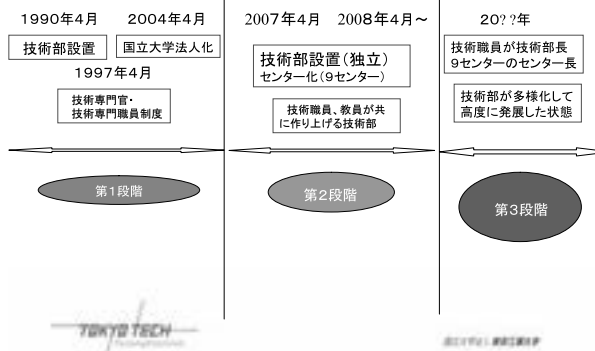 1990年4月
2004年4月
技術部設置
国立大学法人化
1997年4月
技術専門官・
技術専門職員制度
第1段階
2007年4月 2008年4月～
技術部設置(独立)
センター化(9センター)
技術職員、教員が共
に作り上げる技術部
第2段階
20??年
技術職員が技術部長
9センターのセンター長
技術部が多様化して
高度に発展した状態
第3段階
TOKYO TECH